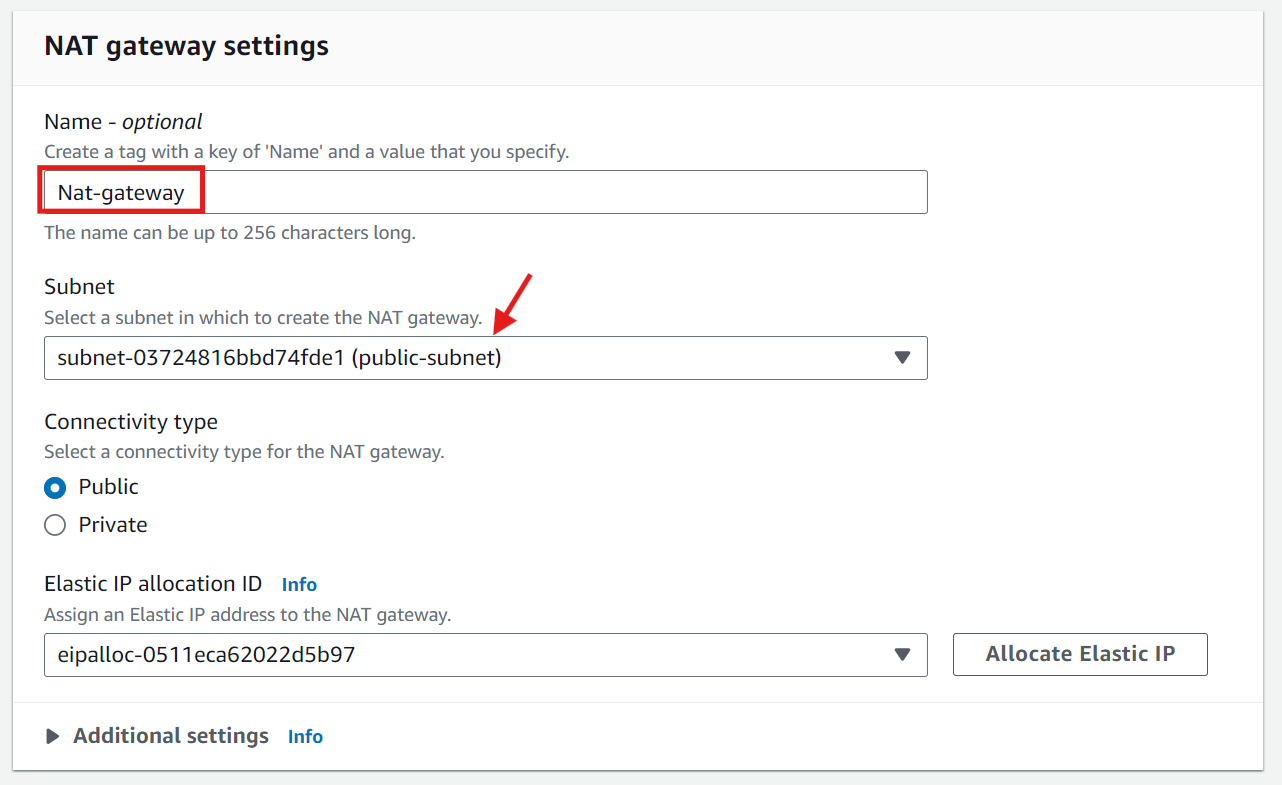 NAT gateway settings
Name - optional
Create a tag with a key of 'Name' and a value that you specify.
Nat-gateway
The name can be up to 256 characters long.
Subnet
Select a subnet in which to create the NAT gateway.
subnet-03724816bbd74fde1 (public-subnet)
Connectivity type
Select a connectivity type for the NAT gateway.
Public
Private
Elastic IP allocation ID Info
Assign an Elastic IP address to the NAT gateway.
eipalloc-0511eca62022d5b97 Allocate Elastic IP
Additional settings Info